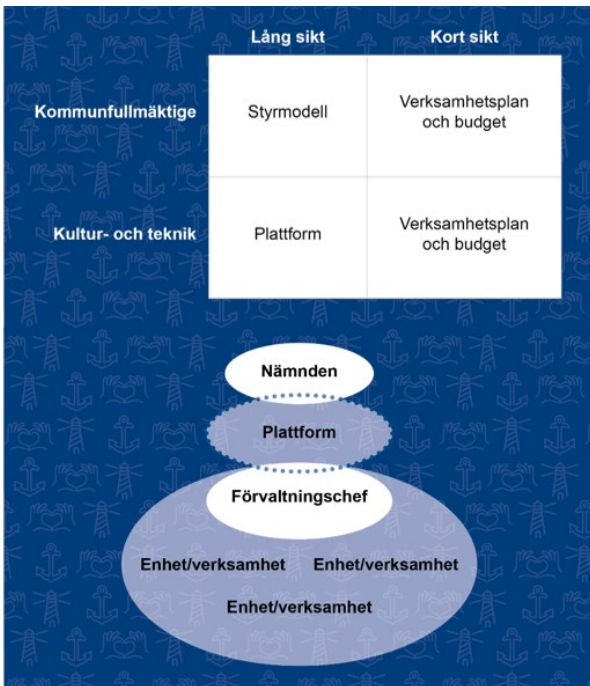 Lång sikt Kort sikt
Kommunfullmäktige Styrmodell Verksamhetsplan
och budget
Kultur- och teknik Plattform Verksamhetsplan
och budget
Nämnden
Plattform
Förvaltningschef
Enhet/verksamhet Enhet/verksamhet
Enhet/verksamhet